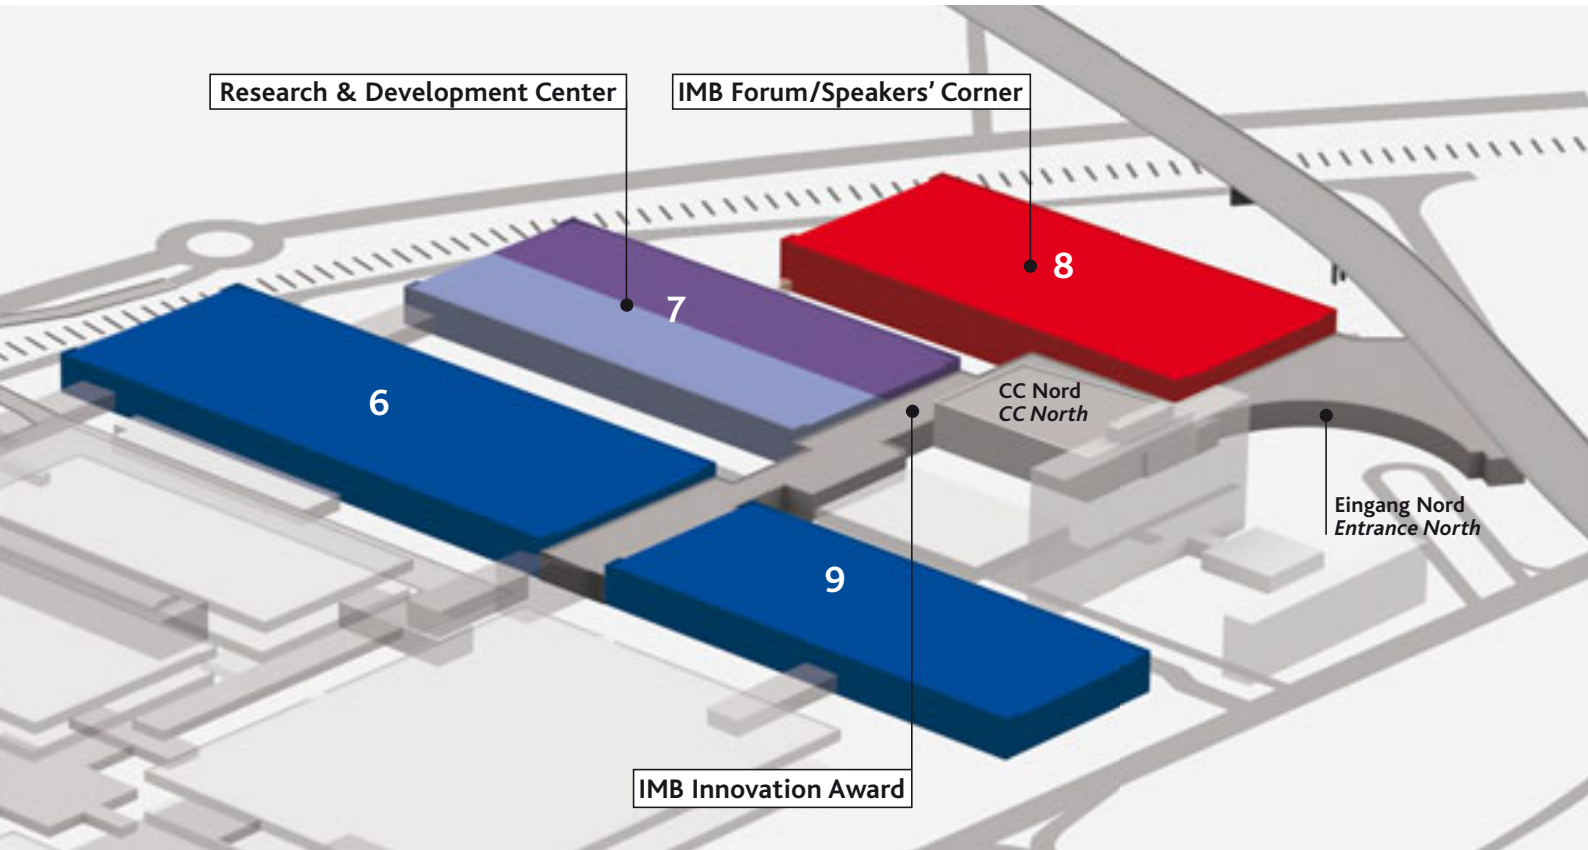 Research & Development Center
IMB Forum/Speakers' Corner
8
7
CC Nord
CC North
6
Eingang Nord
Entrance North
9
IMB Innovation Award